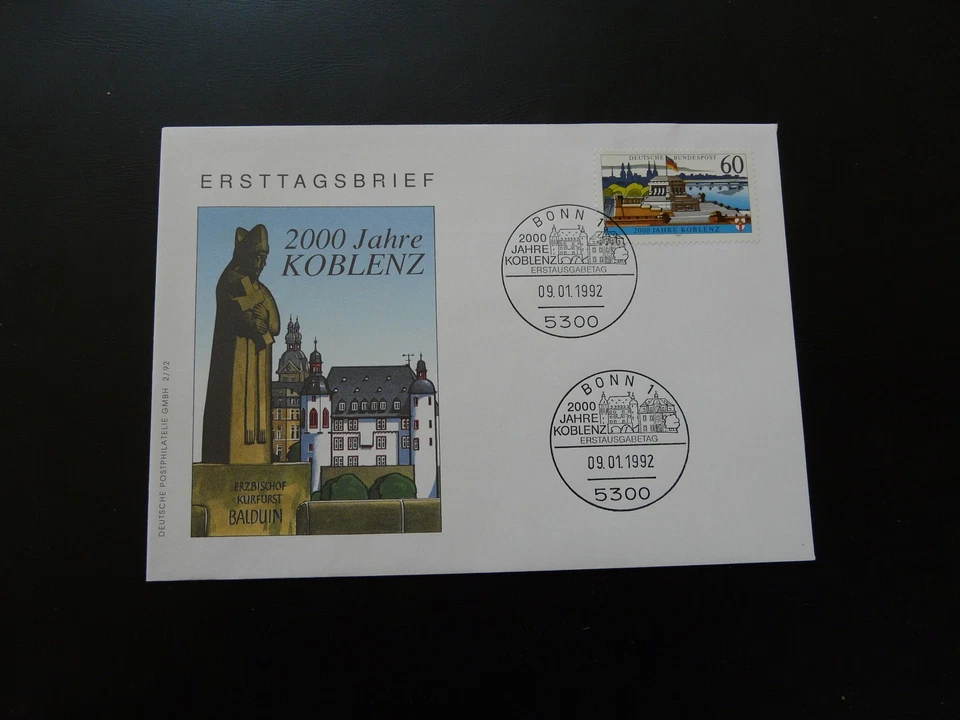 ERSTTAGSBRIEF
2000 Jahre
KOBLENZ
ERZBISCHOF
KURFÜRST
BALDUIN
DEUTSCHE POSTPHILATELIE GMBH 2/92
DEUTSCHE BUNDESPOST 60
2000 JAHRE KOBLENZ
BONN 1
2000
JAHRE
KOBLENZ
ERSTAUSGABETAG
09.01.1992
5300
BONN 1
2000
JAHRE
KOBLENZ
ERSTAUSGABETAG
09.01.1992
5300